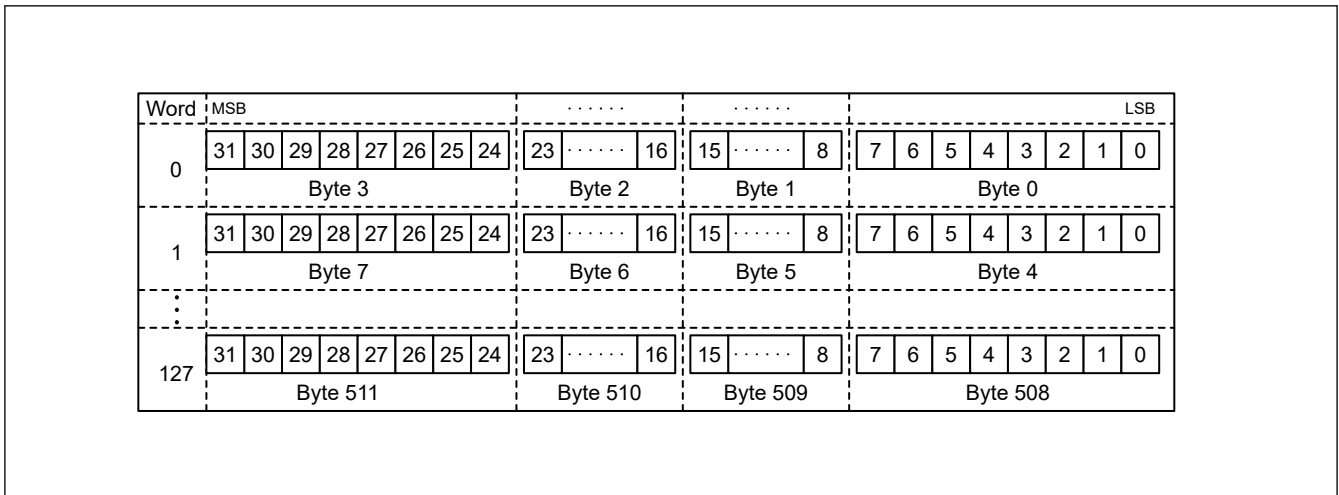 Word MSB · · · · · · · · · · · · LSB
0 31 30 29 28 27 26 25 24 23 · · · · · · 16 15 · · · · · · 8 7 6 5 4 3 2 1 0
Byte 3 Byte 2 Byte 1 Byte 0
1 31 30 29 28 27 26 25 24 23 · · · · · · 16 15 · · · · · · 8 7 6 5 4 3 2 1 0
Byte 7 Byte 6 Byte 5 Byte 4
127 31 30 29 28 27 26 25 24 23 · · · · · · 16 15 · · · · · · 8 7 6 5 4 3 2 1 0
Byte 511 Byte 510 Byte 509 Byte 508